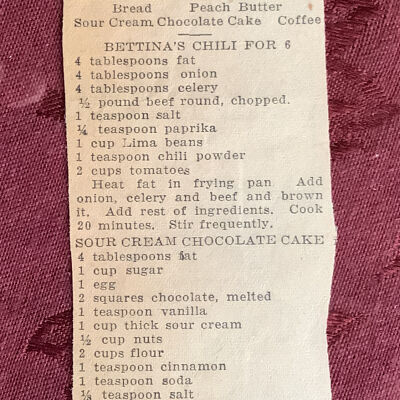 Bread Peach Butter
Sour Cream Chocolate Cake Coffee
BETTINA'S CHILI FOR 6
4 tablespoons fat
4 tablespoons onion
4 tablespoons celery
½ pound beef round, chopped.
1 teaspoon salt
¼ teaspoon paprika
1 cup Lima beans
1 teaspoon chili powder
2 cups tomatoes
Heat fat in frying pan Add
onion, celery and beef and brown
it. Add rest of ingredients. Cook
20 minutes. Stir frequently.
SOUR CREAM CHOCOLATE CAKE
4 tablespoons fat
1 cup sugar
1 egg
2 squares chocolate, melted
1 teaspoon vanilla
1 cup thick sour cream
½ cup nuts
2 cups flour
1 teaspoon cinnamon
1 teaspoon soda
teaspoon salt